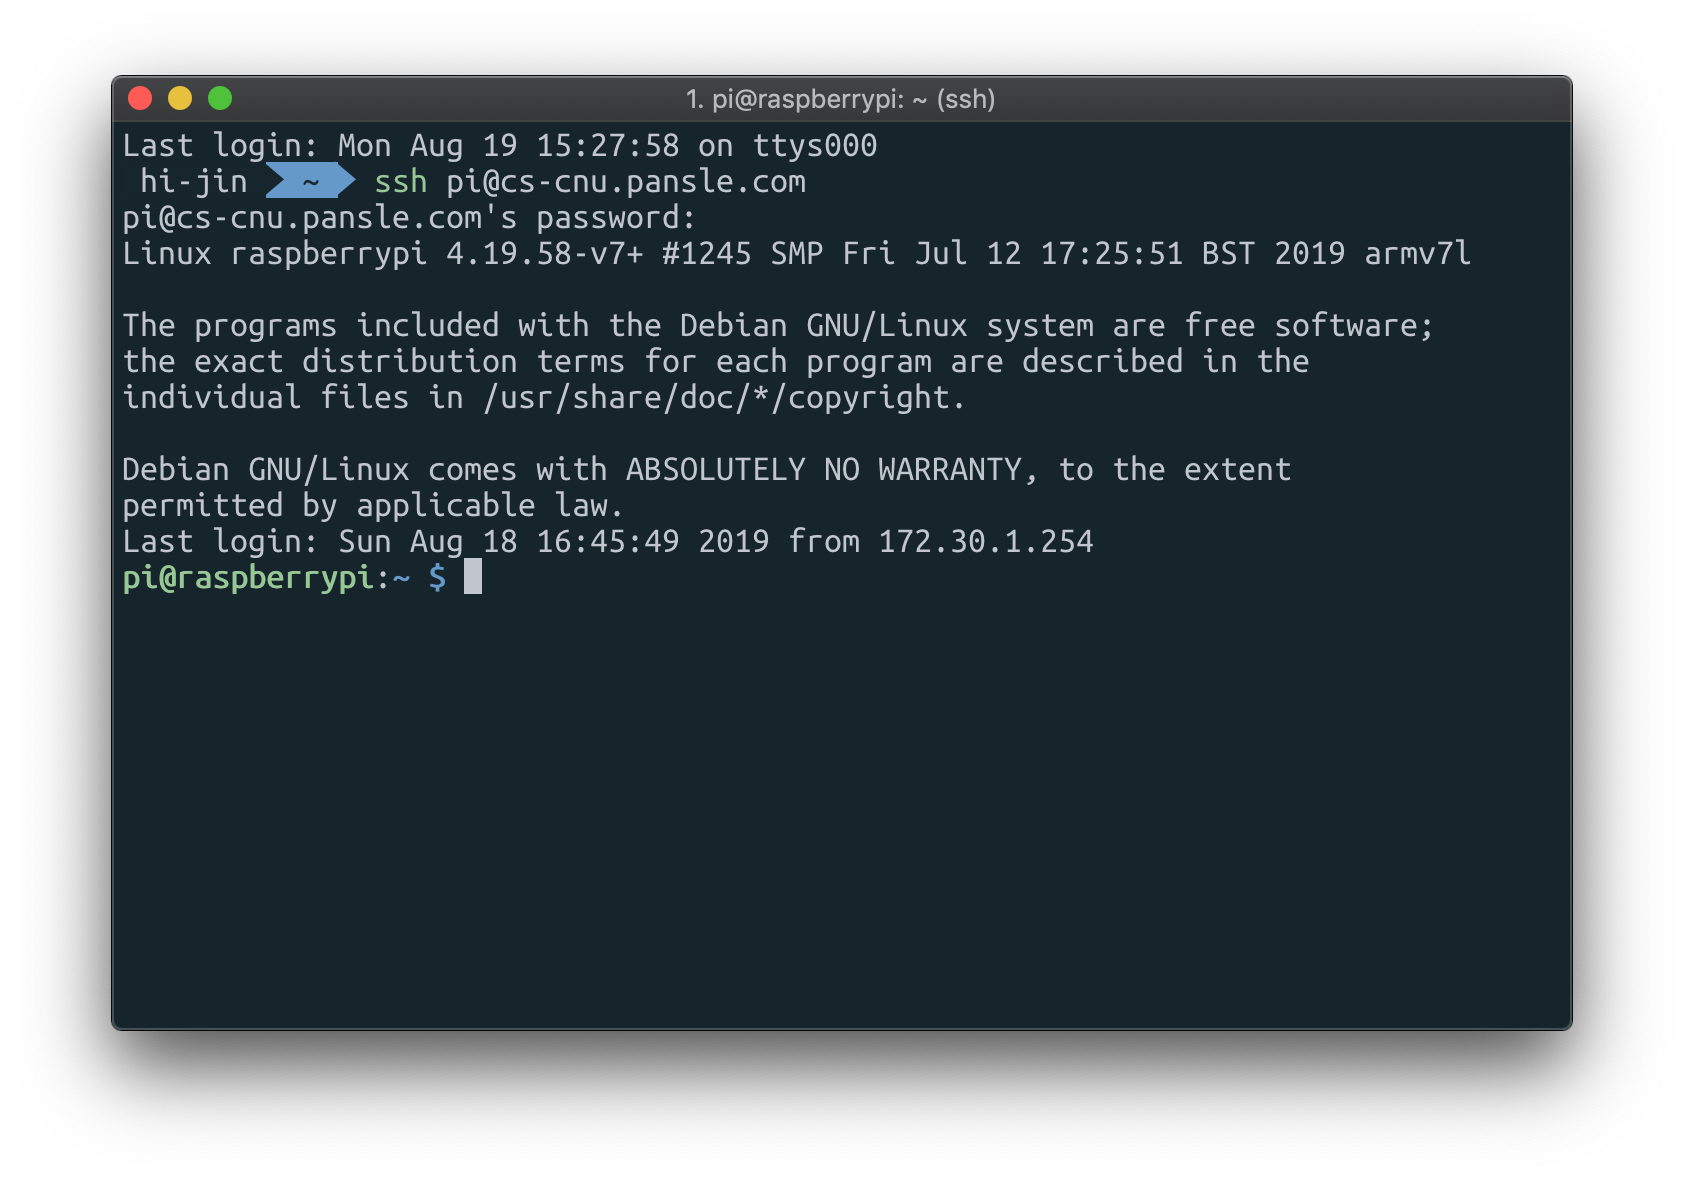 1. pi@raspberrypi: ~ (ssh)
Last login: Mon Aug 19 15:27:58 on ttys000
hi-jin ~ ssh pi@cs-cnu.pansle.com
pi@cs-cnu.pansle.com's password:
Linux raspberrypi 4.19.58-v7+ #1245 SMP Fri Jul 12 17:25:51 BST 2019 armv7l
The programs included with the Debian GNU/Linux system are free software;
the exact distribution terms for each program are described in the
individual files in /usr/share/doc/*/copyright.
Debian GNU/Linux comes with ABSOLUTELY NO WARRANTY, to the extent
permitted by applicable law.
Last login: Sun Aug 18 16:45:49 2019 from 172.30.1.254
pi@raspberrypi:~ $